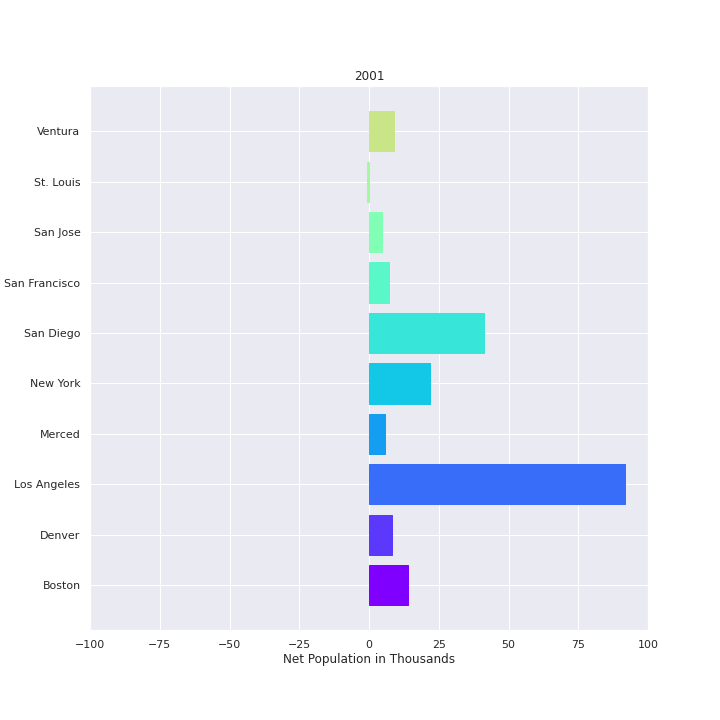 2001
Ventura
St. Louis
San Jose
San Francisco
San Diego
New York
Merced
Los Angeles
Denver
Boston
−100 −75 −50 −25 0 25 50 75 100
Net Population in Thousands